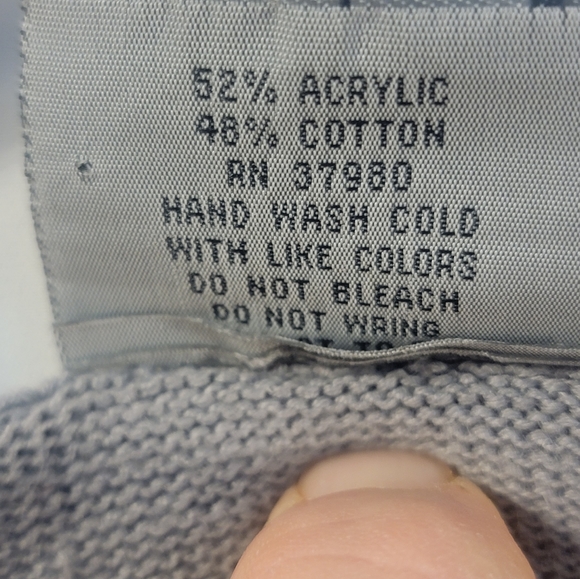 52% ACRYLIC
48% COTTON
RN 37980
HAND WASH COLD
WITH LIKE COLORS
DO NOT BLEACH
DO NOT WRING